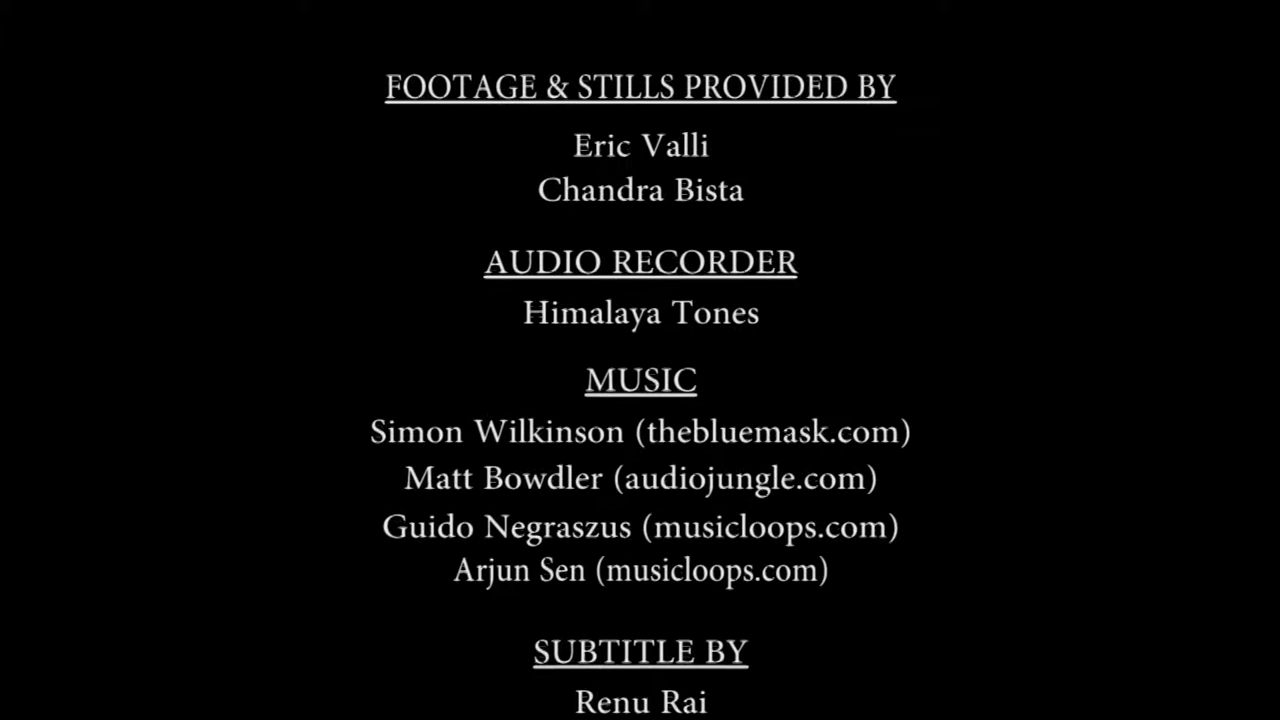 FOOTAGE & STILLS PROVIDED BY
Eric Valli
Chandra Bista
AUDIO RECORDER
Himalaya Tones
MUSIC
Simon Wilkinson (thebluemask.com)
Matt Bowdler (audiojungle.com)
Guido Negraszus (musicloops.com)
Arjun Sen (musicloops.com)
SUBTITLE BY
Renu Rai